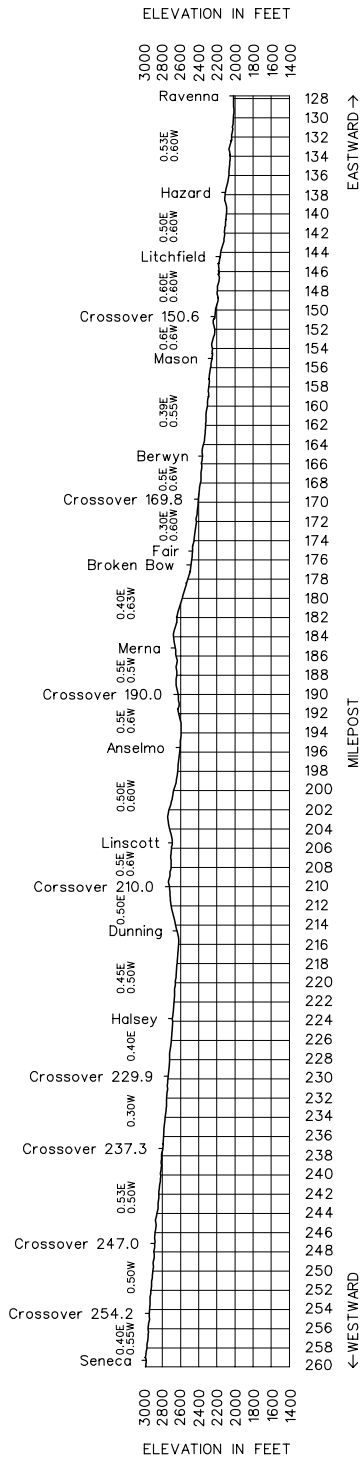 ELEVATION IN FEET
3000 2800 2600 2400 2200 2000 1800 1600 1400
Ravenna
128
130
EASTWARD →
0.53E
0.60W
132
134
136
Hazard
138
140
0.50E
0.60W
142
Litchfield
144
146
0.60E
0.60W
148
Crossover 150.6
150
152
0.6E
0.6W
154
Mason
156
158
0.39E
0.55W
160
162
164
Berwyn
166
0.5E
0.6W
168
Crossover 169.8
170
0.30E
0.60W
172
174
Fair
176
Broken Bow
178
0.40E
0.63W
180
182
184
Merna
186
0.5E
0.5W
188
Crossover 190.0
190
0.5E
0.6W
192
194
MILEPOST
Anselmo
196
198
0.50E
0.60W
200
202
204
Linscott
206
0.5E
0.6W
208
Corssover 210.0
210
0.50E
212
214
Dunning
216
218
0.45E
0.50W
220
222
Halsey
224
0.40E
226
228
Crossover 229.9
230
232
0.30W
234
236
Crossover 237.3
238
240
0.53E
0.50W
242
244
246
Crossover 247.0
248
0.50W
250
252
←WESTWARD
Crossover 254.2
254
0.40E
0.55W
256
258
Seneca
260
3000 2800 2600 2400 2200 2000 1800 1600 1400
ELEVATION IN FEET